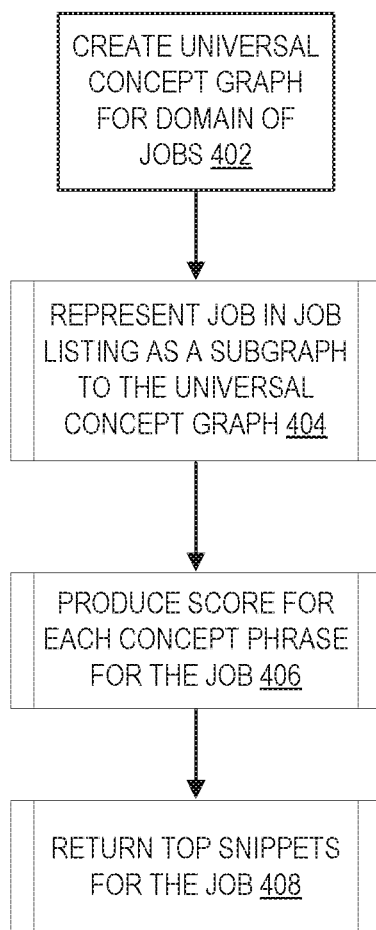 CREATE UNIVERSAL
CONCEPT GRAPH
FOR DOMAIN OF
JOBS 402
REPRESENT JOB IN JOB
LISTING AS A SUBGRAPH
TO THE UNIVERSAL
CONCEPT GRAPH 404
PRODUCE SCORE FOR
EACH CONCEPT PHRASE
FOR THE JOB 406
RETURN TOP SNIPPETS
FOR THE JOB 408